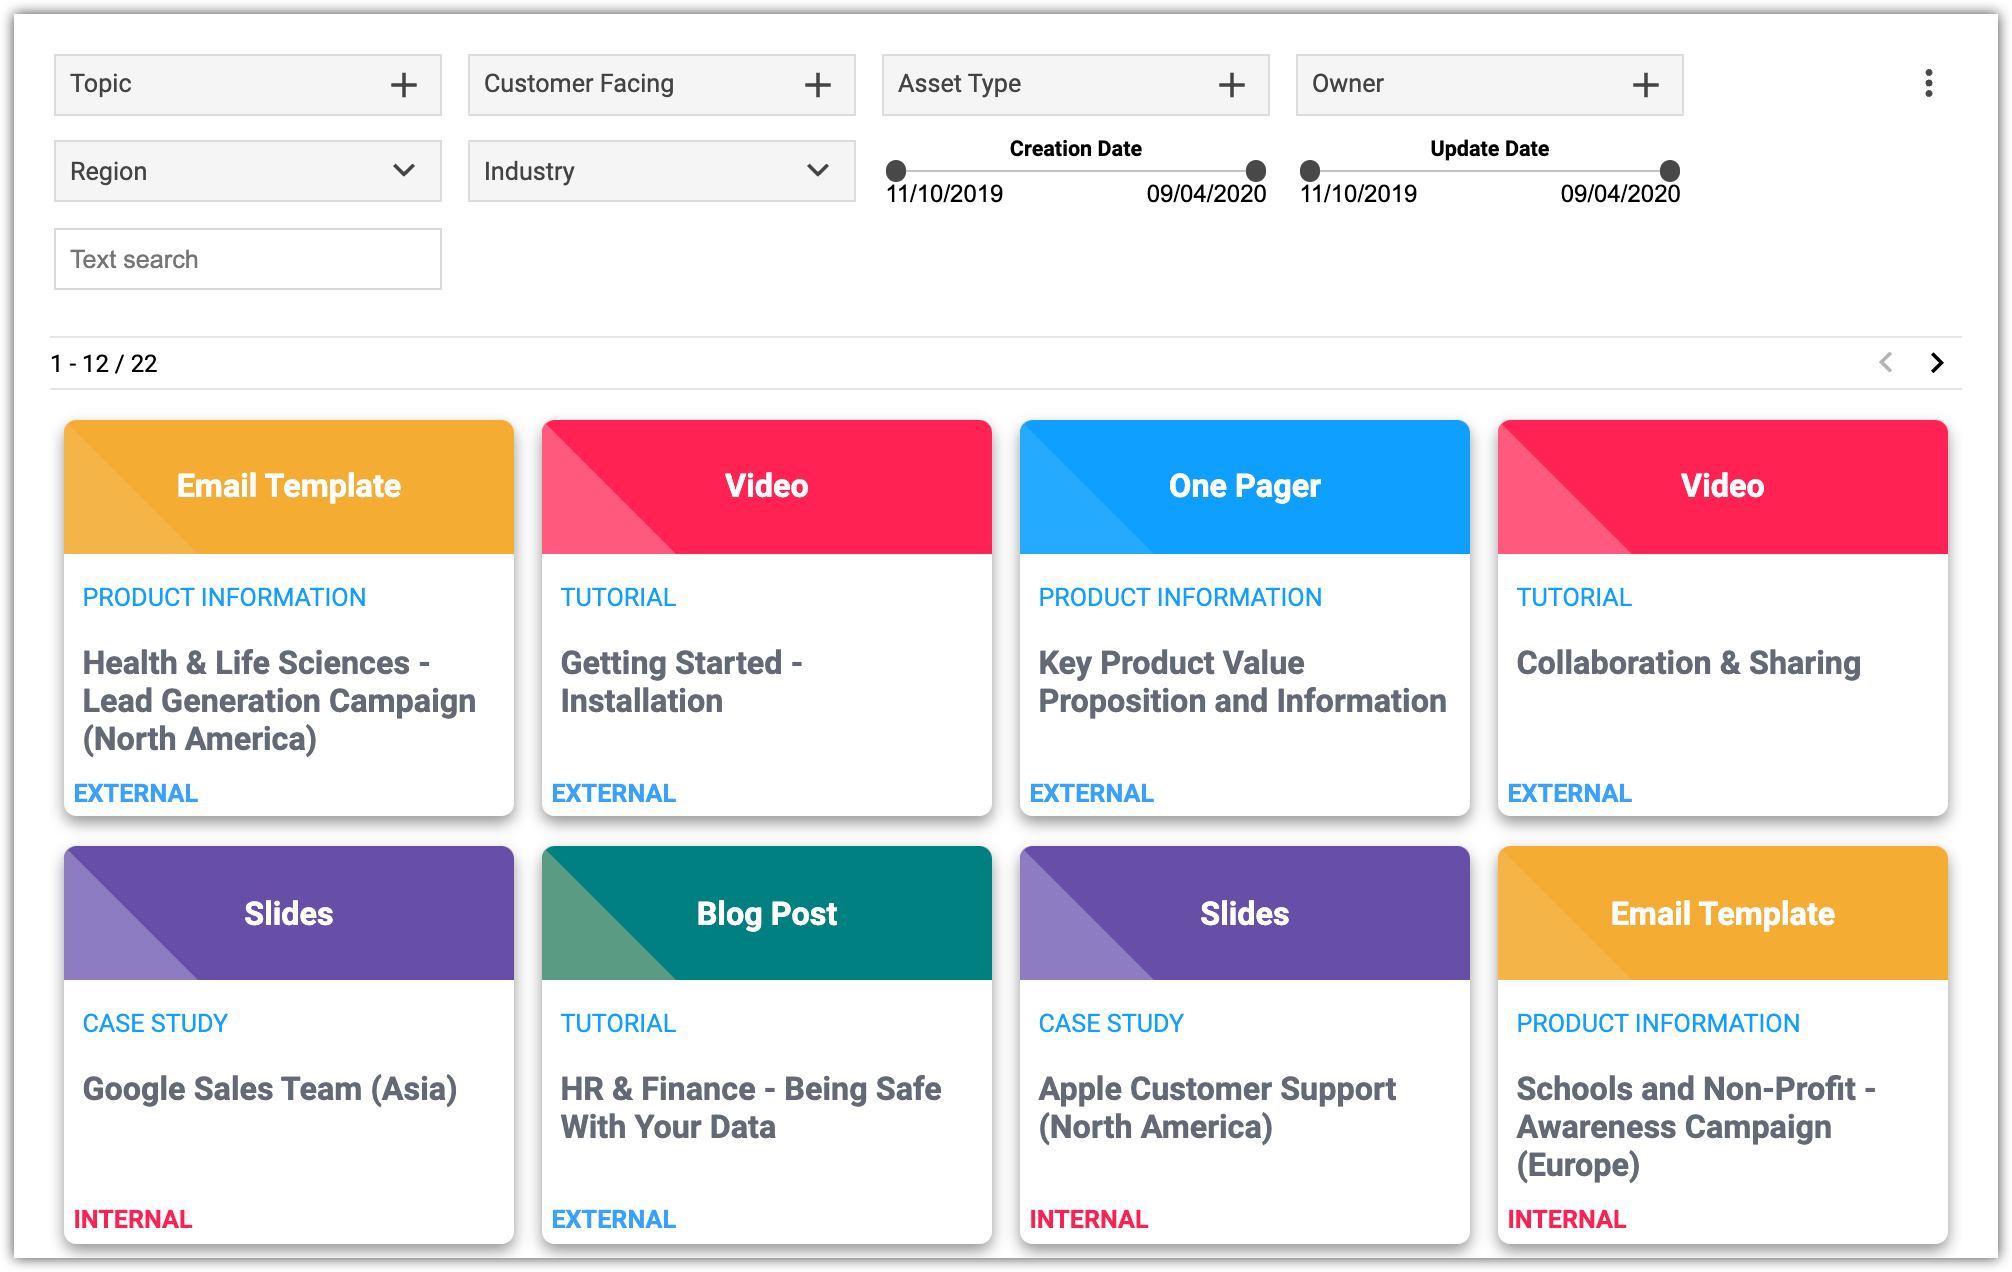 Topic
Customer Facing
Asset Type
Owner
Region
Industry
Creation Date
11/10/2019 09/04/2020
Update Date
11/10/2019 09/04/2020
Text search
1 - 12 / 22
Email Template
PRODUCT INFORMATION
Health & Life Sciences -
Lead Generation Campaign
(North America)
EXTERNAL
Video
TUTORIAL
Getting Started -
Installation
EXTERNAL
One Pager
PRODUCT INFORMATION
Key Product Value
Proposition and Information
EXTERNAL
Video
TUTORIAL
Collaboration & Sharing
EXTERNAL
Slides
CASE STUDY
Google Sales Team (Asia)
INTERNAL
Blog Post
TUTORIAL
HR & Finance - Being Safe
With Your Data
EXTERNAL
Slides
CASE STUDY
Apple Customer Support
(North America)
INTERNAL
Email Template
PRODUCT INFORMATION
Schools and Non-Profit -
Awareness Campaign
(Europe)
INTERNAL